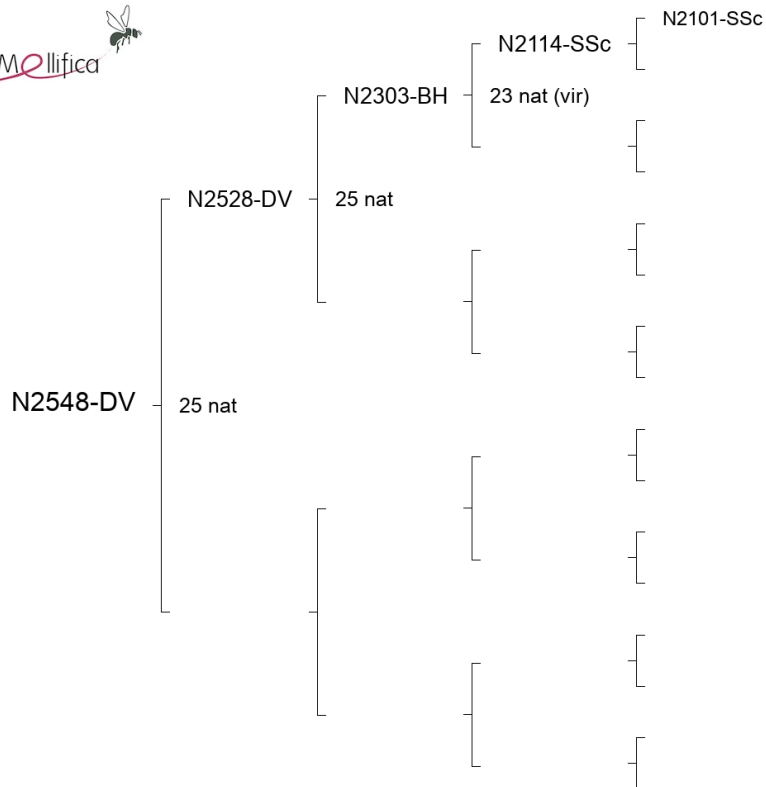 N2101-SSc
N2114-SSc
Mellifica
N2303-BH
23 nat (vir)
N2528-DV
25 nat
N2548-DV
25 nat